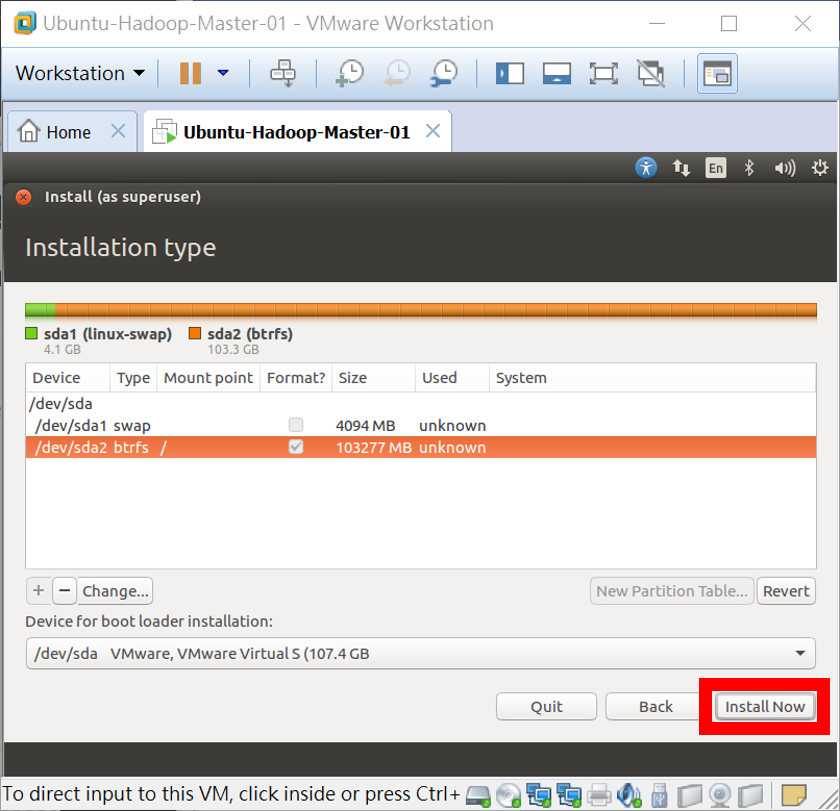 Ubuntu-Hadoop-Master-01 - VMware Workstation
Workstation
Home
Ubuntu-Hadoop-Master-01
En
Install (as superuser)
Installation type
sda1 (linux-swap) sda2 (btrfs)
4.1 GB 103.3 GB
Device Type Mount point Format? Size Used System
/dev/sda
/dev/sda1 swap 4094 MB unknown
/dev/sda2 btrfs / 103277 MB unknown
+ − Change... New Partition Table... Revert
Device for boot loader installation:
/dev/sda VMware, VMware Virtual S (107.4 GB
Quit Back Install Now
To direct input to this VM, click inside or press Ctrl+